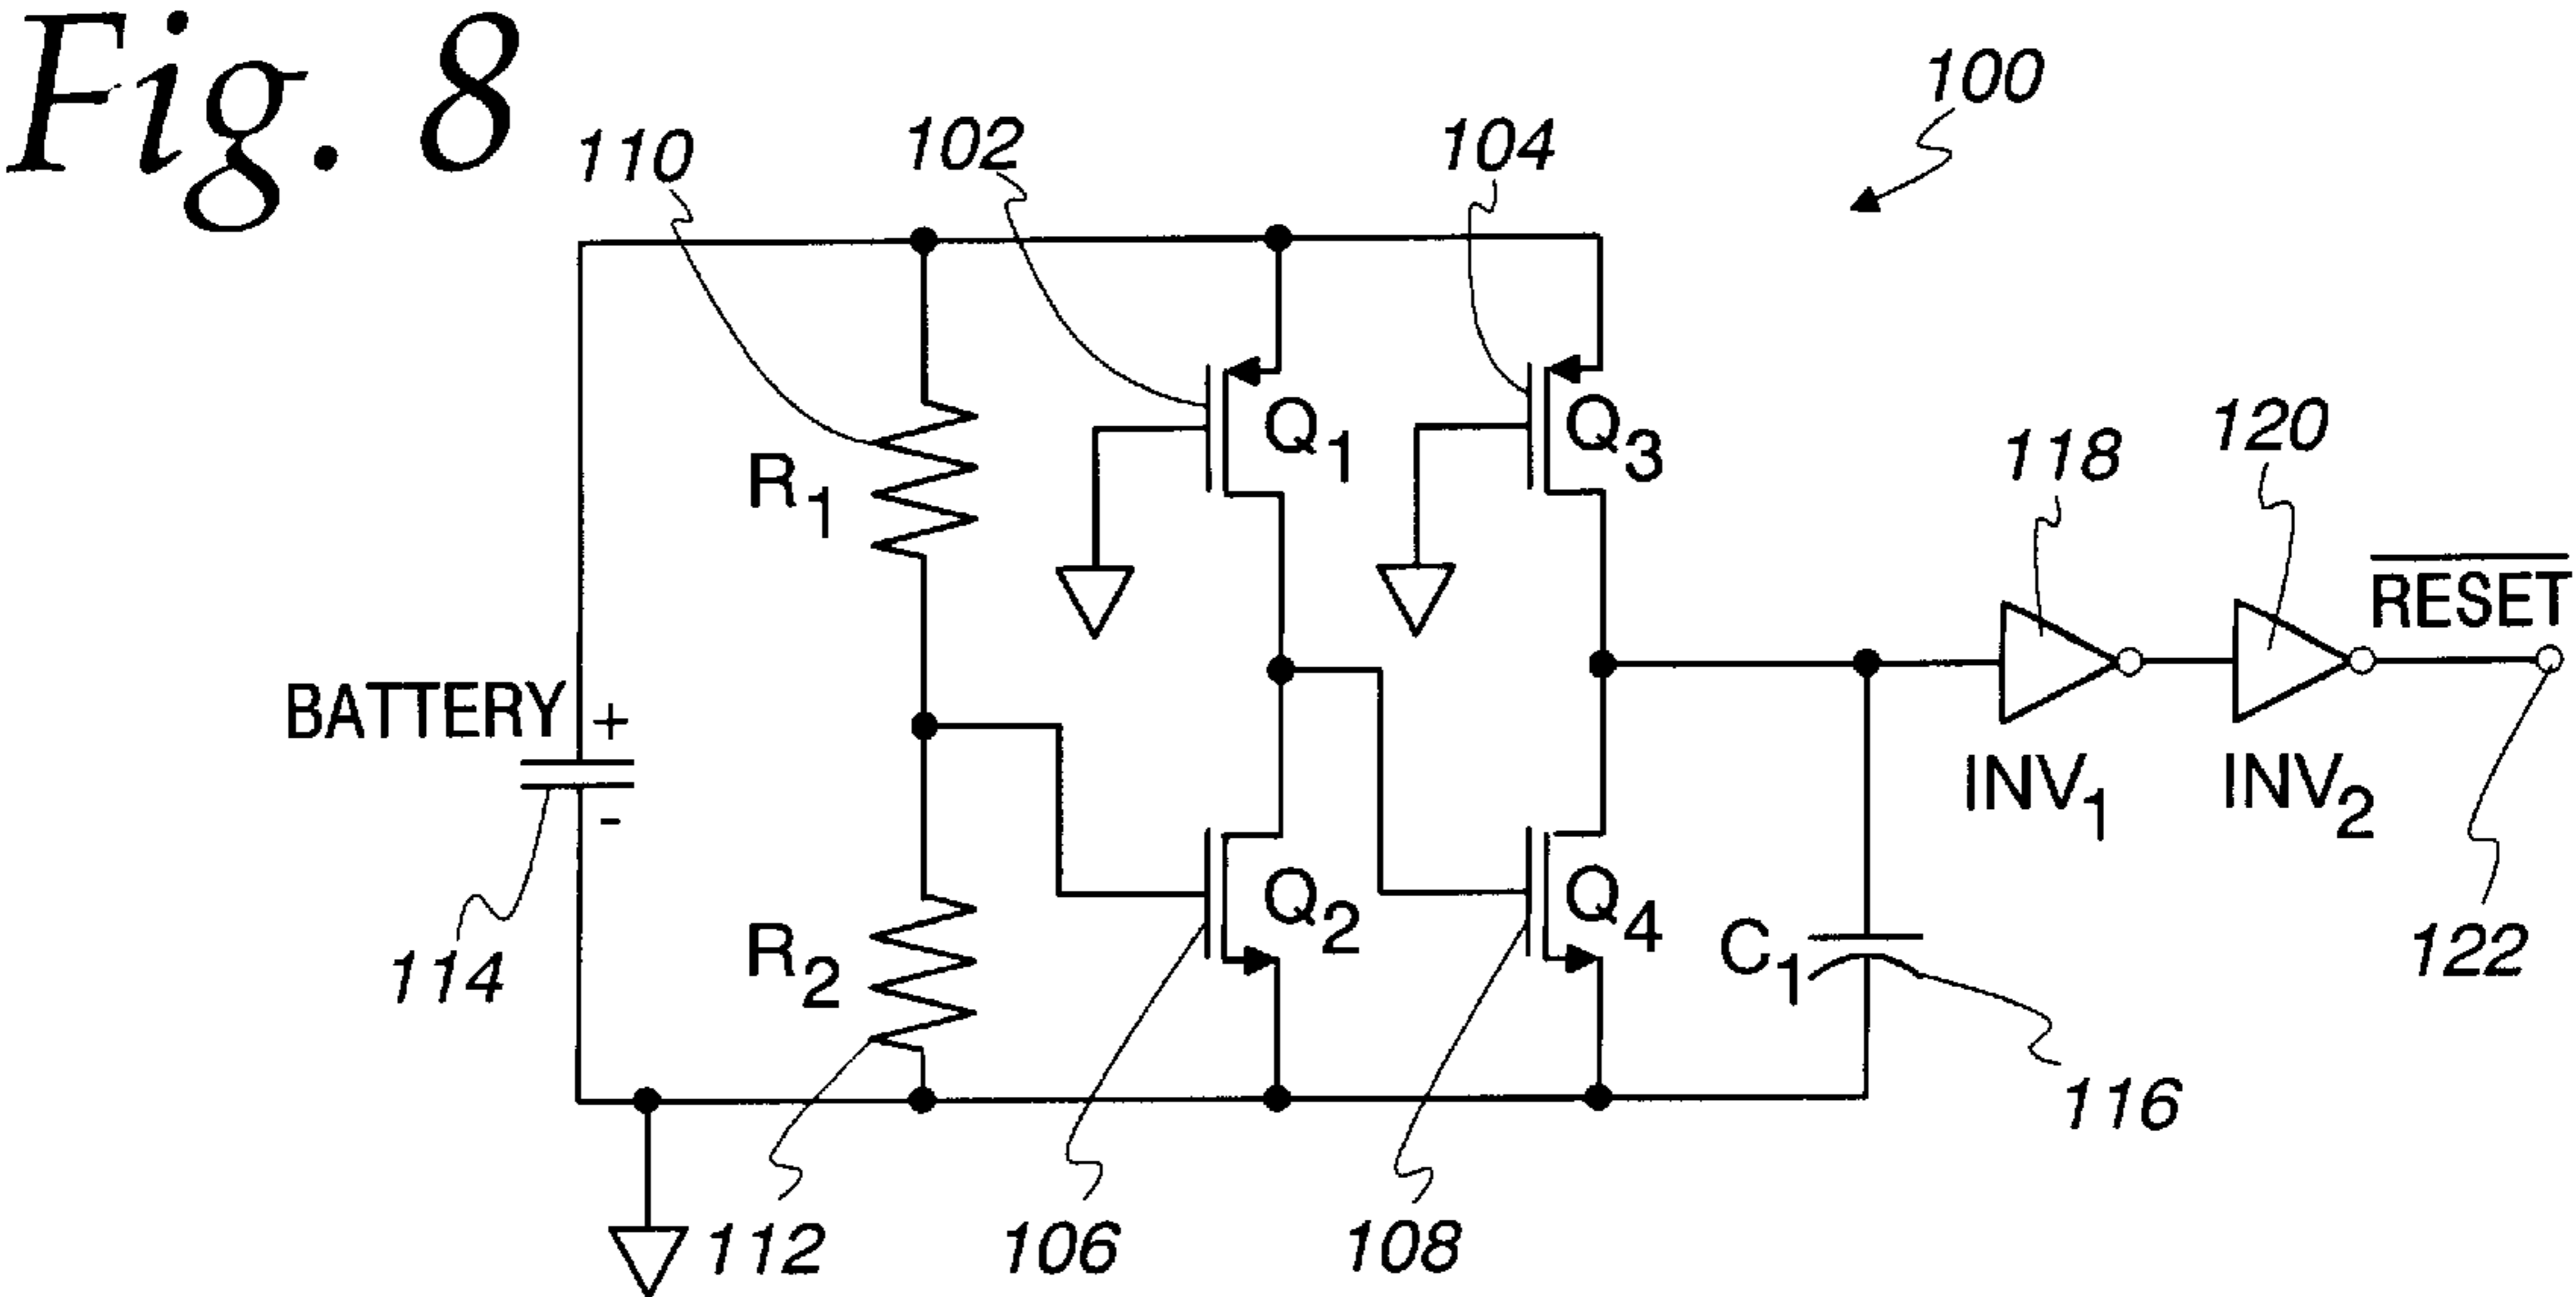 Fig. 8
100
110
102
104
R1
Q1
Q3
118
120
RESET
BATTERY
+
-
INV1
INV2
R2
Q2
Q4
C1
114
122
116
112
106
108